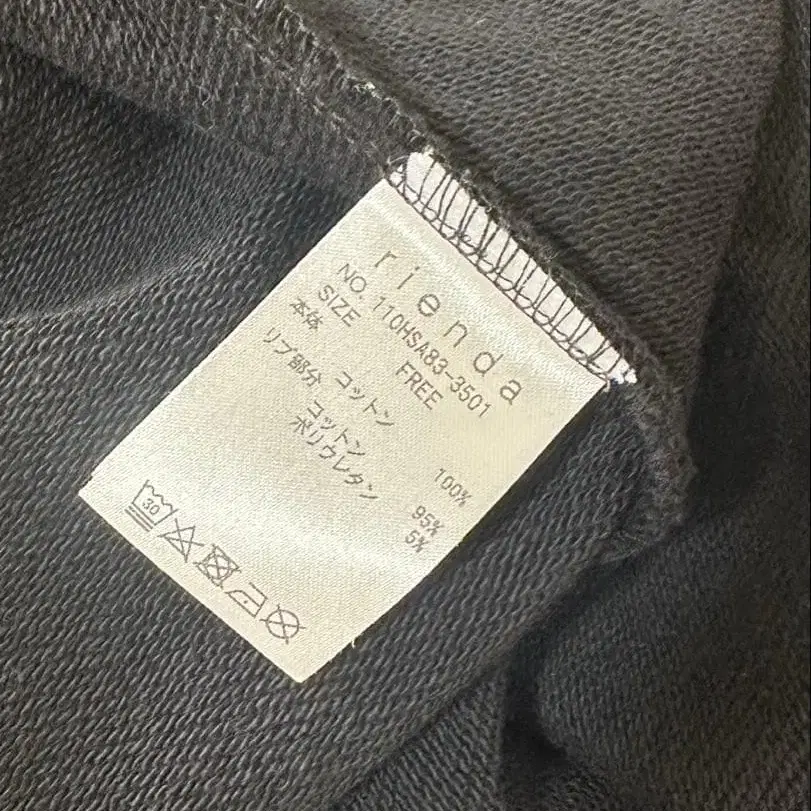 rienda
NO. 110HSA83-3501
SIZE FREE
本体 コットン 100%
リブ部分 コットン 95%
ポリウレタン 5%
30